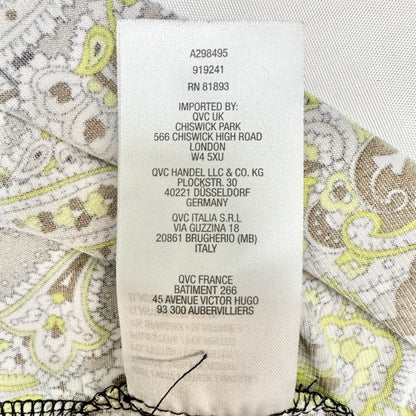 A298495
919241
RN 81893
IMPORTED BY:
QVC UK
CHISWICK PARK
566 CHISWICK HIGH ROAD
LONDON
W4 5XU
QVC HANDEL LLC & CO. KG
PLOCKSTR. 30
40221 DÜSSELDORF
GERMANY
QVC ITALIA S.R.L
VIA GUZZINA 18
20861 BRUGHERIO (MB)
ITALY
QVC FRANCE
BATIMENT 266
45 AVENUE VICTOR HUGO
93 300 AUBERVILLIERS